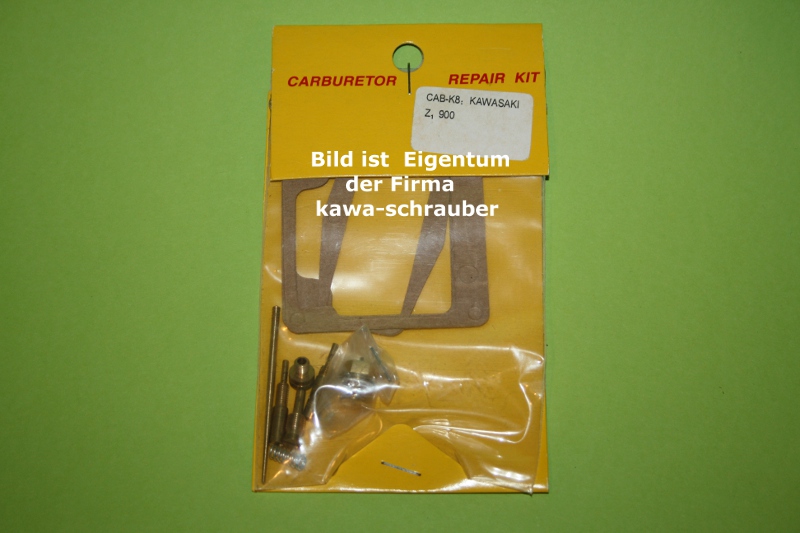 CARBURETOR REPAIR KIT
CAB-K8; KAWASAKI
Z1 900
Bild ist Eigentum
der Firma
kawa-schrauber